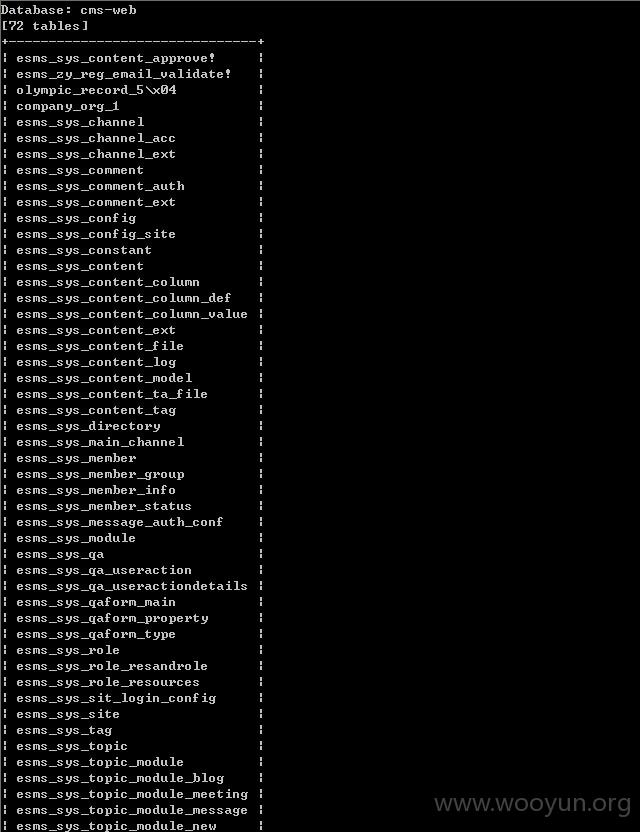 Database: cms-web
[72 tables]
+-------------------------------+
¦ esms_sys_content_approve! ¦
¦ esms_zy_reg_email_validate! ¦
¦ olympic_record_5\x04 ¦
¦ company_org_1 ¦
¦ esms_sys_channel ¦
¦ esms_sys_channel_acc ¦
¦ esms_sys_channel_ext ¦
¦ esms_sys_comment ¦
¦ esms_sys_comment_auth ¦
¦ esms_sys_comment_ext ¦
¦ esms_sys_config ¦
¦ esms_sys_config_site ¦
¦ esms_sys_constant ¦
¦ esms_sys_content ¦
¦ esms_sys_content_column ¦
¦ esms_sys_content_column_def ¦
¦ esms_sys_content_column_value ¦
¦ esms_sys_content_ext ¦
¦ esms_sys_content_file ¦
¦ esms_sys_content_log ¦
¦ esms_sys_content_model ¦
¦ esms_sys_content_ta_file ¦
¦ esms_sys_content_tag ¦
¦ esms_sys_directory ¦
¦ esms_sys_main_channel ¦
¦ esms_sys_member ¦
¦ esms_sys_member_group ¦
¦ esms_sys_member_info ¦
¦ esms_sys_member_status ¦
¦ esms_sys_message_auth_conf ¦
¦ esms_sys_module ¦
¦ esms_sys_qa ¦
¦ esms_sys_qa_useraction ¦
¦ esms_sys_qa_useractiondetails ¦
¦ esms_sys_qaform_main ¦
¦ esms_sys_qaform_property ¦
¦ esms_sys_qaform_type ¦
¦ esms_sys_role ¦
¦ esms_sys_role_resandrole ¦
¦ esms_sys_role_resources ¦
¦ esms_sys_sit_login_config ¦
¦ esms_sys_site ¦
¦ esms_sys_tag ¦
¦ esms_sys_topic ¦
¦ esms_sys_topic_module ¦
¦ esms_sys_topic_module_blog ¦
¦ esms_sys_topic_module_meeting ¦
¦ esms_sys_topic_module_message ¦
¦ esms_sys_topic_module_new ¦
www.wooyun.org